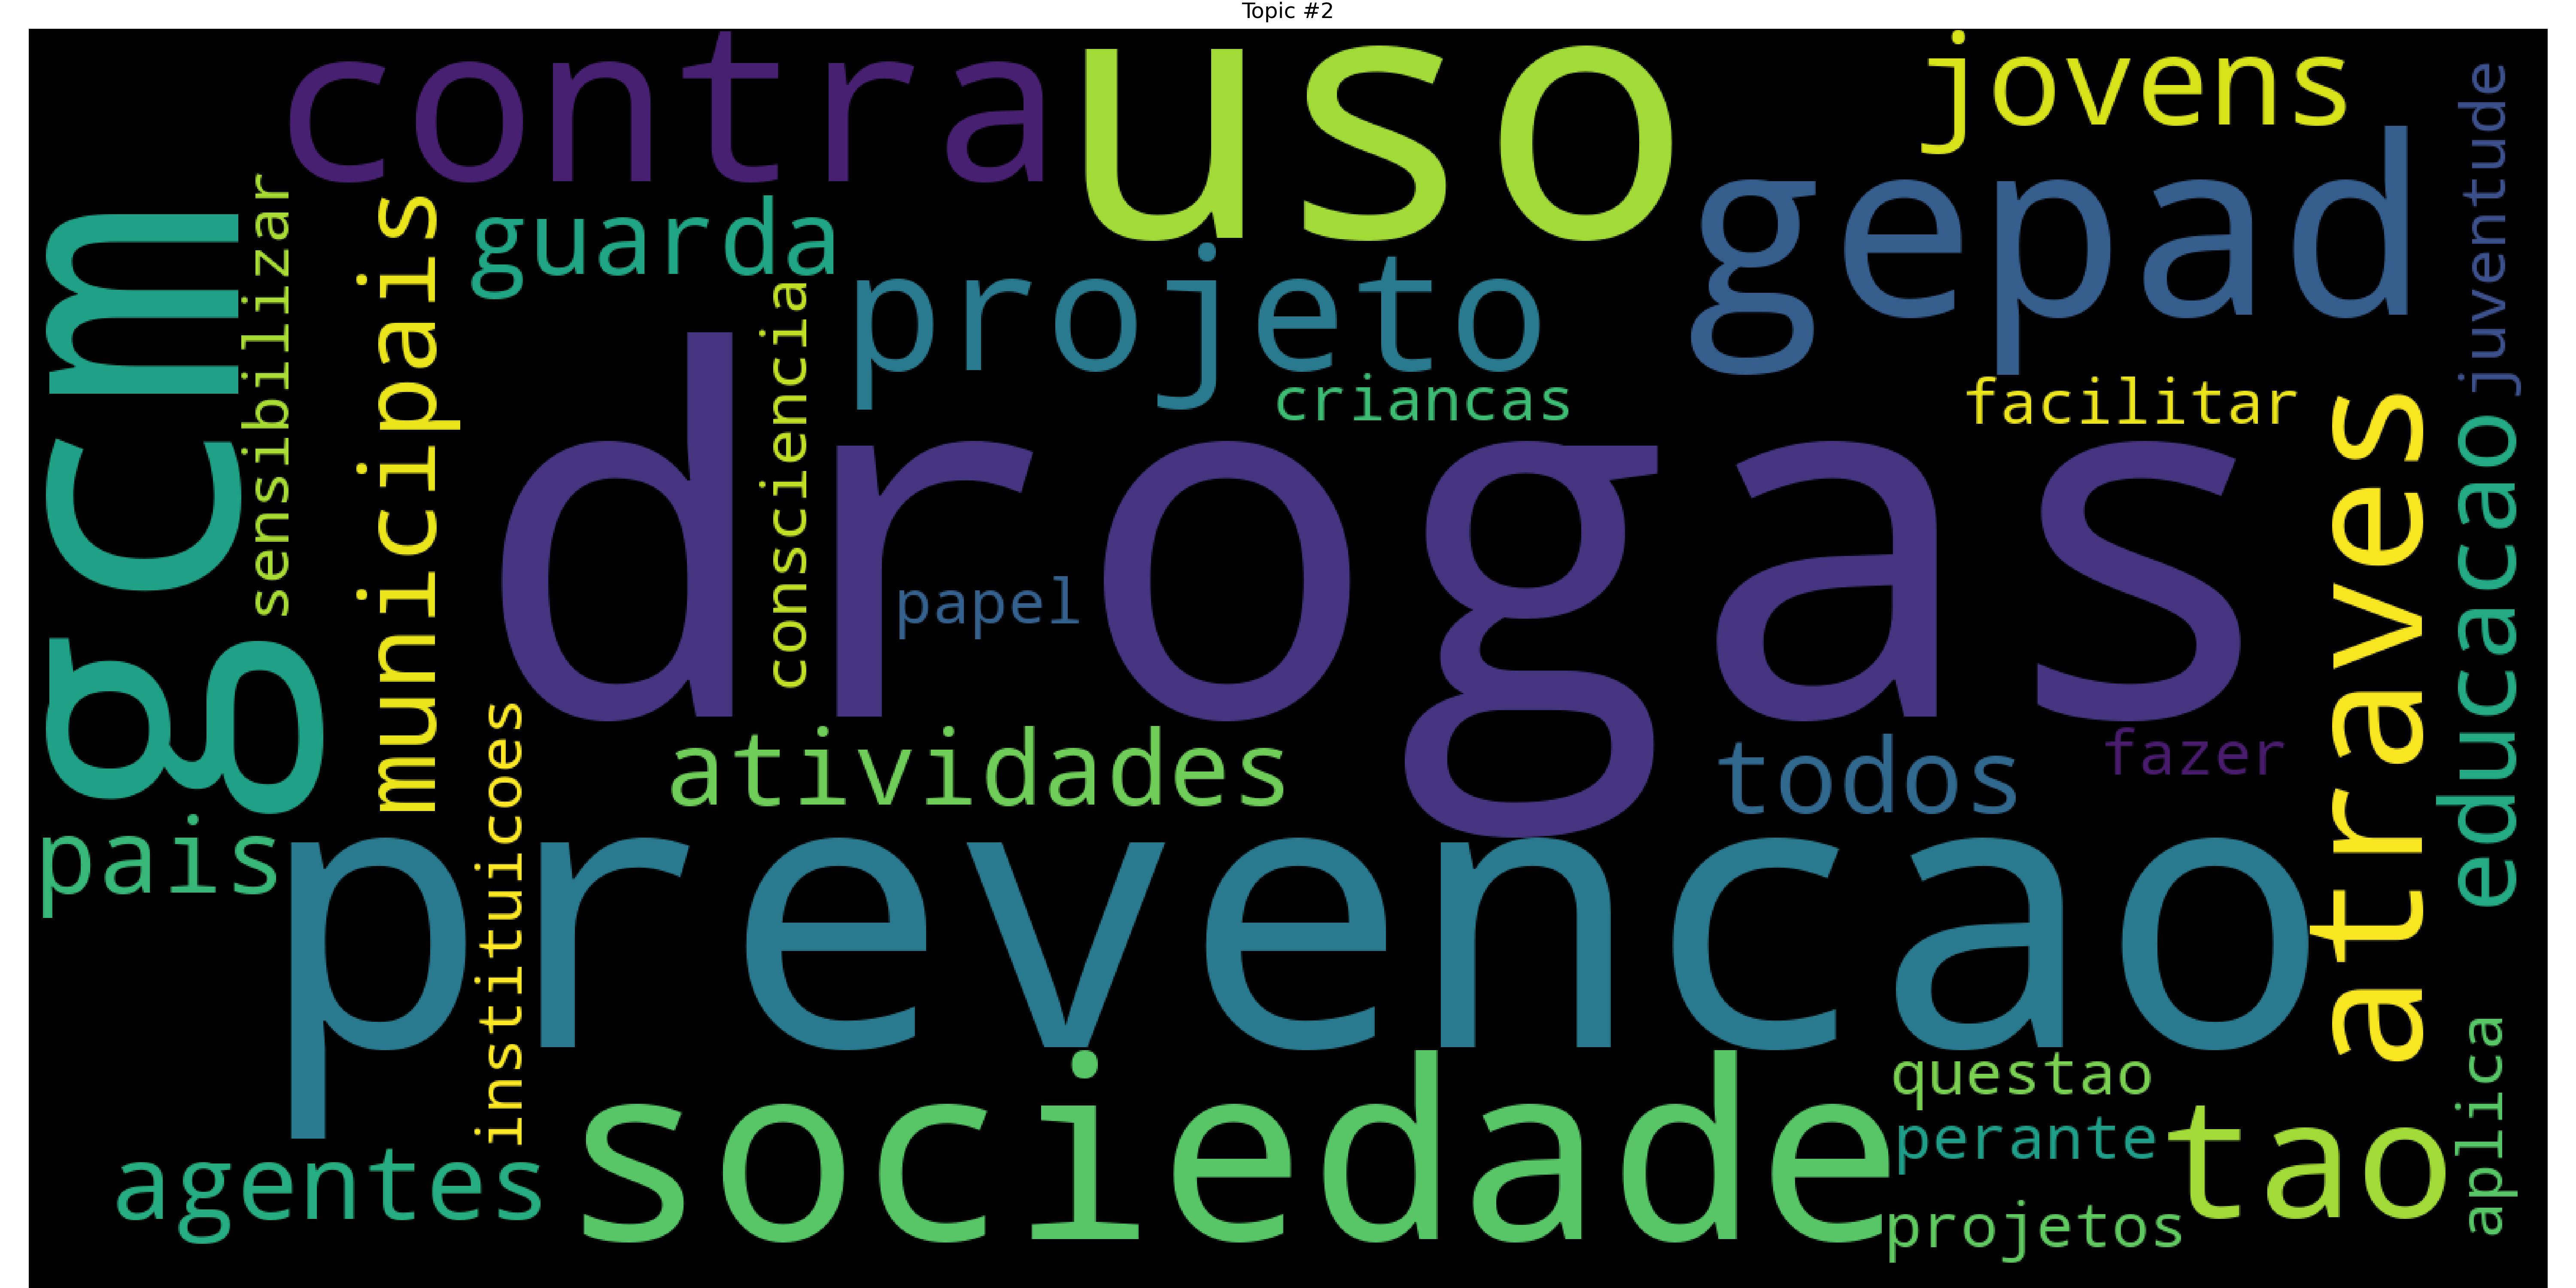 Topic #2
contra
uso
jovens
juventude
gcm
sensibilizar
municipais
guarda
gepad
projeto
consciencia
criancas
facilitar
drogas
papel
atraves
educacao
atividades
todos
fazer
pais
instituicoes
prevencao
sociedade
questao
perante
tao
aplica
agentes
projetos